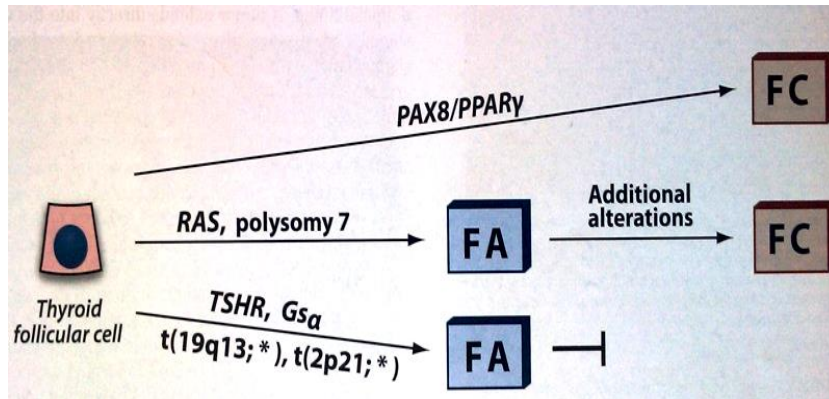 PAX8/PPARγ
FC
RAS, polysomy 7
FA
Additional
alterations
FC
Thyroid
follicular cell
TSHR, Gsα
t(19q13;*), t(2p21;*)
FA